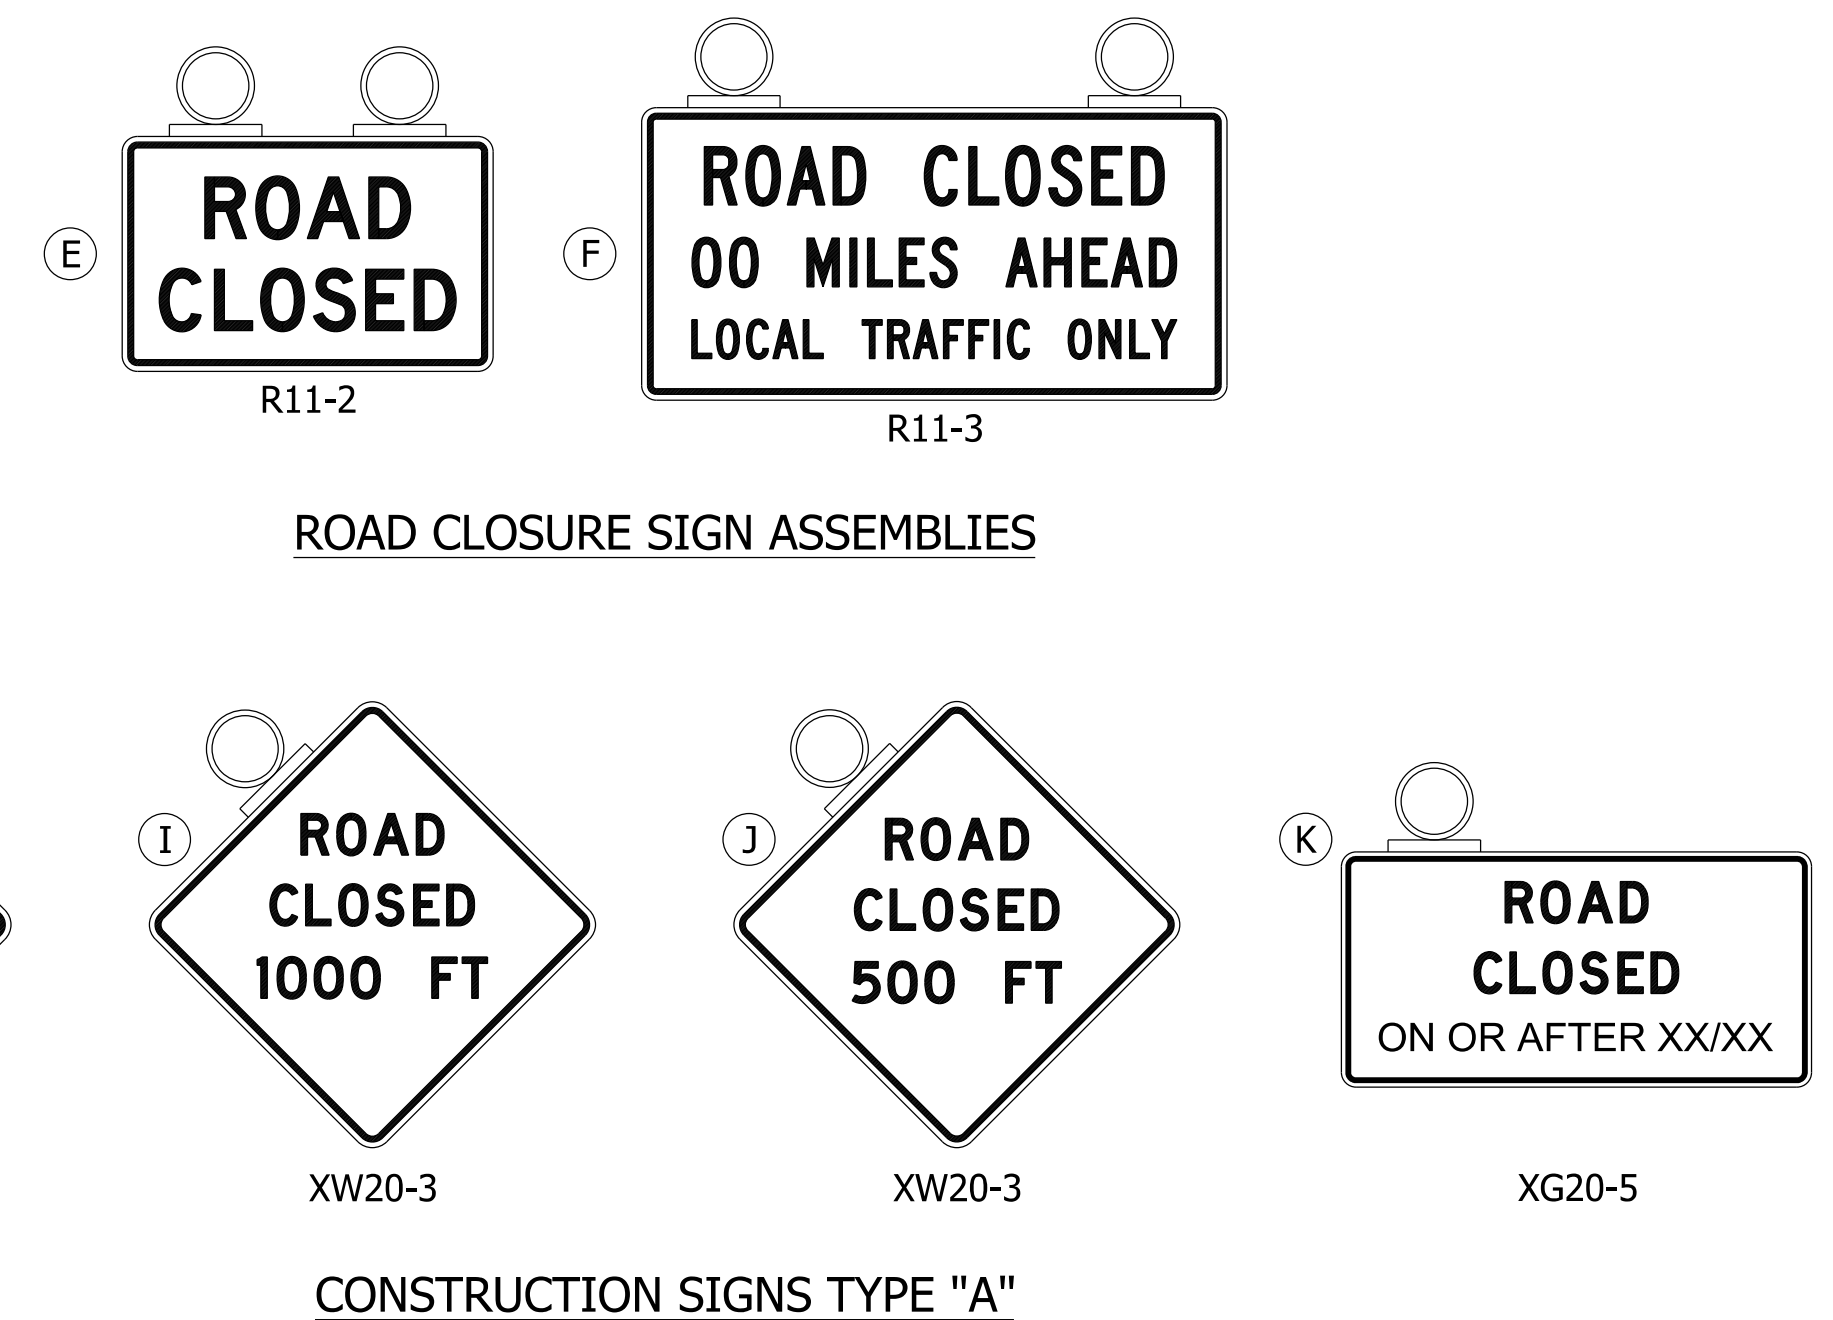 E
ROAD
CLOSED
R11-2
F
ROAD CLOSED
00 MILES AHEAD
LOCAL TRAFFIC ONLY
R11-3
ROAD CLOSURE SIGN ASSEMBLIES
I
ROAD
CLOSED
1000 FT
XW20-3
J
ROAD
CLOSED
500 FT
XW20-3
K
ROAD
CLOSED
ON OR AFTER XX/XX
XG20-5
CONSTRUCTION SIGNS TYPE "A"